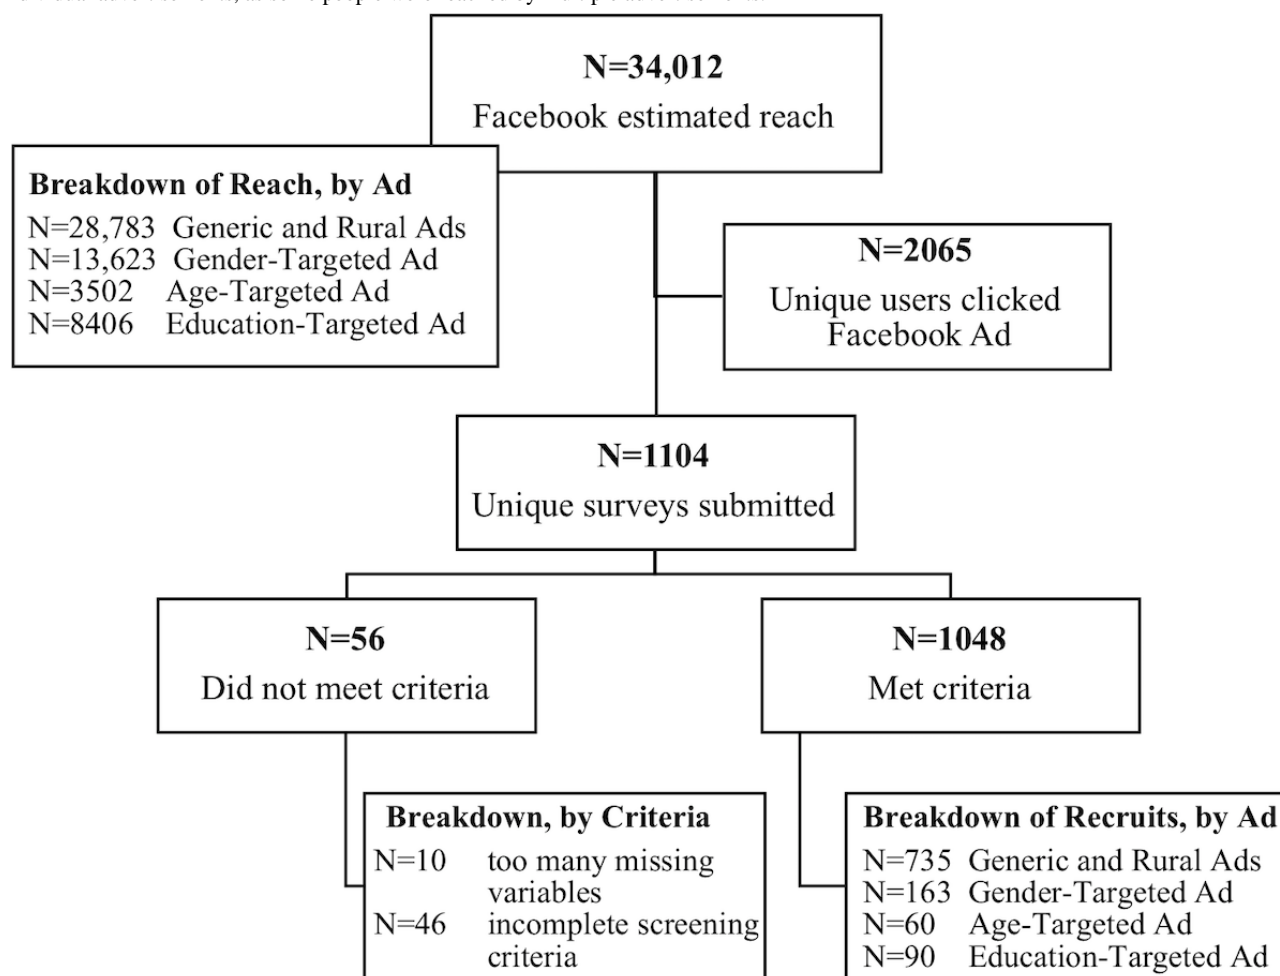 N=34,012
Facebook estimated reach
Breakdown of Reach, by Ad
N=28,783 Generic and Rural Ads
N=13,623 Gender-Targeted Ad
N=3502 Age-Targeted Ad
N=8406 Education-Targeted Ad
N=2065
Unique users clicked
Facebook Ad
N=1104
Unique surveys submitted
N=56
Did not meet criteria
N=1048
Met criteria
Breakdown, by Criteria
N=10 too many missing
variables
N=46 incomplete screening
criteria
Breakdown of Recruits, by Ad
N=735 Generic and Rural Ads
N=163 Gender-Targeted Ad
N=60 Age-Targeted Ad
N=90 Education-Targeted Ad